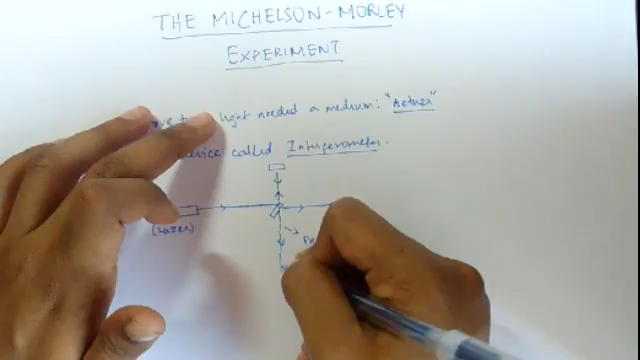 THE MICHELSON-MORLEY
EXPERIMENT
light needed a medium: "Aether"
device called Interferometer.
(Laser)